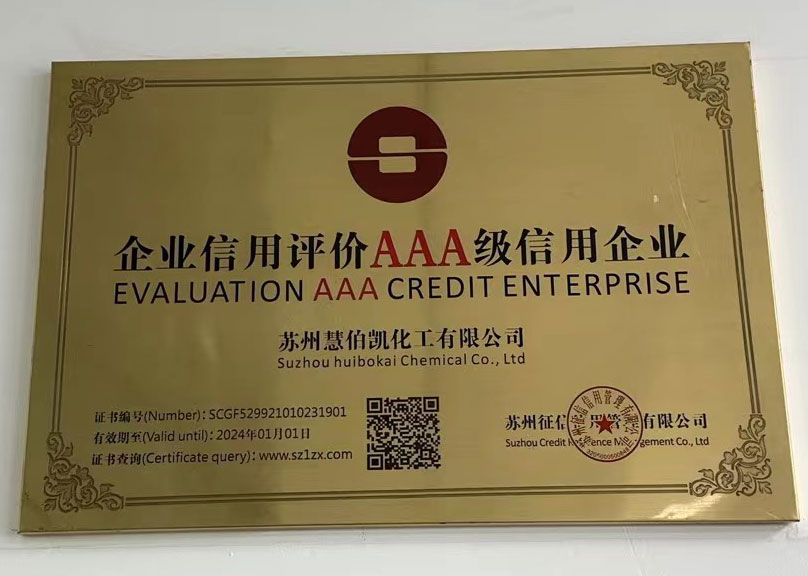 企业信用评价AAA级信用企业
EVALUATION AAA CREDIT ENTERPRISE
苏州慧伯凯化工有限公司
Suzhou huibokai Chemical Co., Ltd
证书编号(Number): SCGF529921010231901
有效期至(Valid until): 2024年01月01日
证书查询(Certificate query): www.sz1zx.com
苏州征信 用管 有限公司
Suzhou Credit Management Co., Ltd